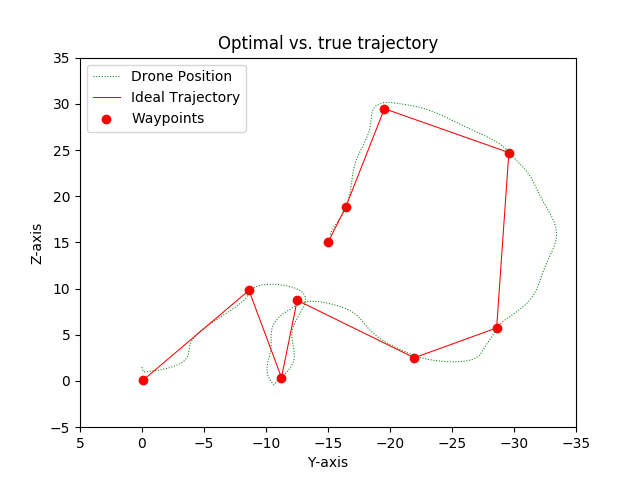 Optimal vs. true trajectory
35
30
25
20
15
10
5
0
−5
Z-axis
Drone Position
Ideal Trajectory
Waypoints
5 0 −5 −10 −15 −20 −25 −30 −35
Y-axis